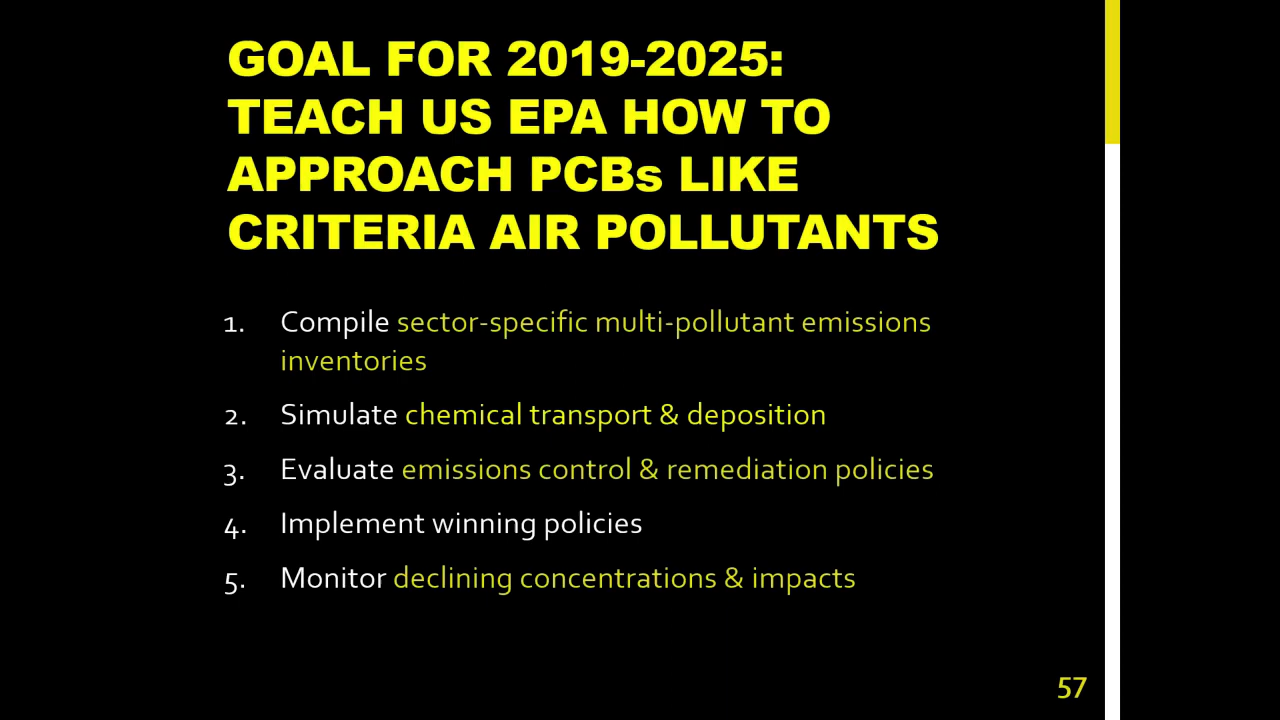 GOAL FOR 2019-2025:
TEACH US EPA HOW TO
APPROACH PCBs LIKE
CRITERIA AIR POLLUTANTS
1. Compile sector-specific multi-pollutant emissions
inventories
2. Simulate chemical transport & deposition
3. Evaluate emissions control & remediation policies
4. Implement winning policies
5. Monitor declining concentrations & impacts
57